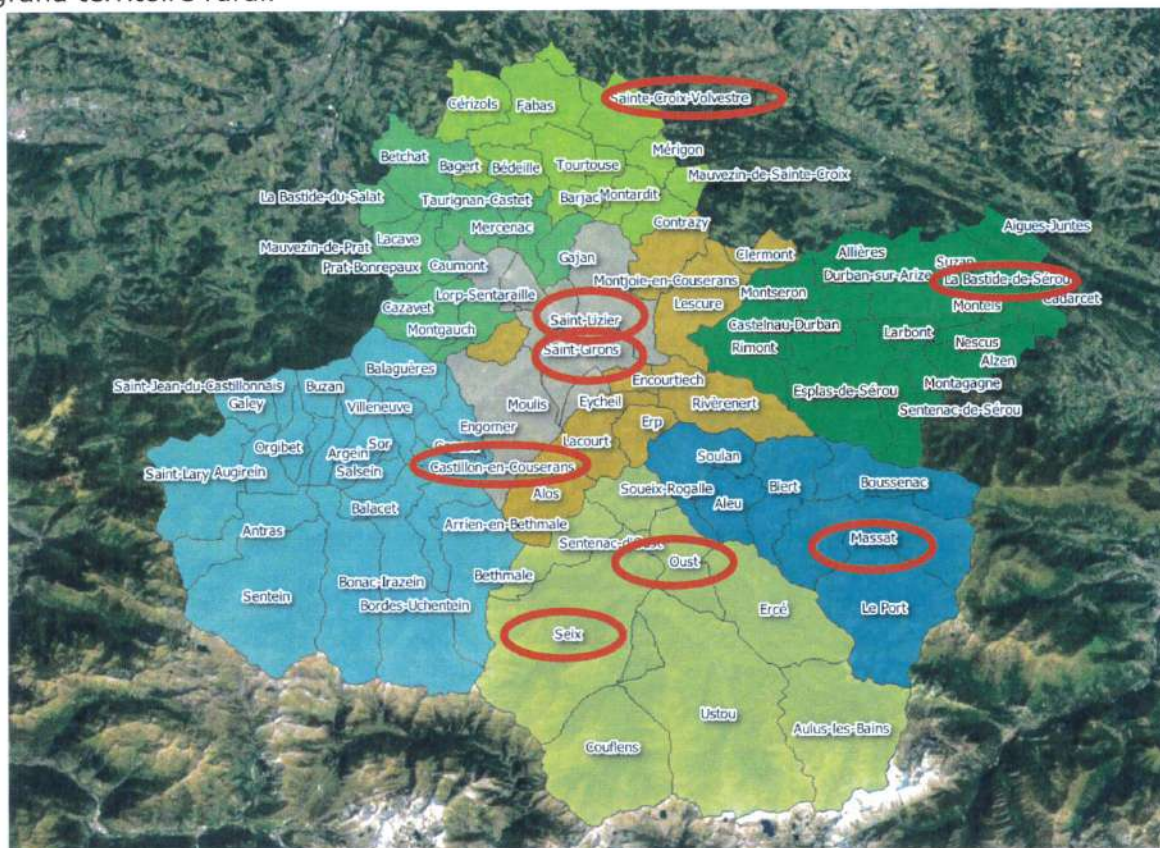 grand territoire rural.
Sainte-Croix-Volvestre
Cérizols
Fabas
Mérigon
Betchat
Bagert
Bédeille
Tourtouse
Mauvezin-de-Sainte-Croix
La Bastide-du-Salat
Taurignan-Castet
Barjac
Montardit
Contrazy
Aigues-Juntes
Mercenac
Lacave
Mauvezin-de-Prat
Caumont
Gajan
Clermont
Allières
Suzan
Prat-Bonrepaux
Montjoie-en-Couserans
Durban-sur-Arize
La Bastide-de-Sérou
Lorp-Sentaraille
Montseron
Cadarcet
Cazavet
Lescure
Monteis
Saint-Lizier
Montgauch
Castelnau-Durban
Larbont
Nescus
Saint-Girons
Rimont
Alzen
Balaguères
Encourtiech
Saint-Jean-du-Castillonnais
Buzan
Esplas-de-Sérou
Montagagne
Galey
Villeneuve
Moulis
Eycheil
Rivèrenert
Sentenac-de-Sérou
Engomer
Erp
Orgibet
Argein
Sor
Lacourt
Soulan
Saint-Lary
Augirein
Salsein
Castillon-en-Couserans
Biert
Boussenac
Alos
Soueix-Rogalle
Aleu
Balacet
Antras
Arrien-en-Bethmale
Massat
Sentenac-d'Oust
Oust
Bethmale
Bonac-Irazein
Sentein
Bordes-Uchentein
Ercé
Le Port
Seix
Ustou
Aulus-les-Bains
Couflens